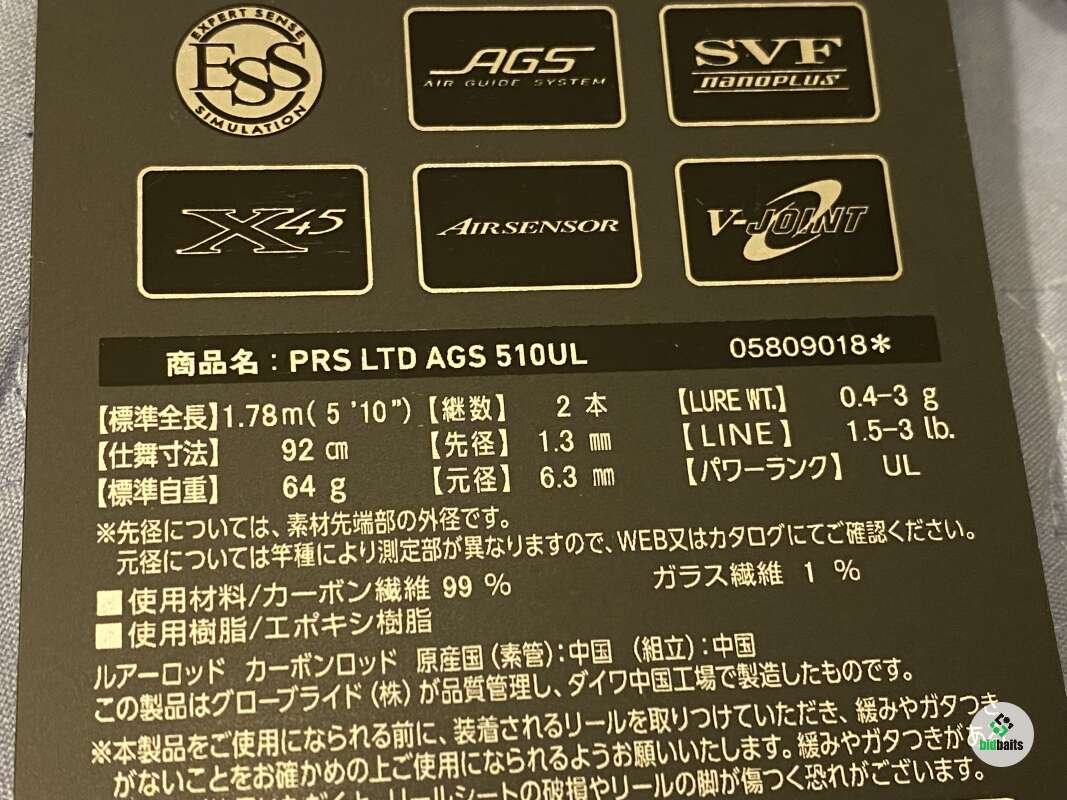 EXPERT SENSE
ESS
SIMULATION
AGS
AIR GUIDE SYSTEM
SVF
nanoplus
X45
AIRSENSOR
V-JOINT
商品名：PRS LTD AGS 510UL 05809018*
【標準全長】1.78m( 5 '10") 【継数】 2 本 【LURE WT.】 0.4-3 g
【仕舞寸法】 92 cm 【先径】 1.3 mm 【LINE】 1.5-3 lb.
【標準自重】 64 g 【元径】 6.3 mm 【パワーランク】 UL
※先径については、素材先端部の外径です。
元径については竿種により測定部が異なりますので、WEB又はカタログにてご確認ください。
■使用材料/カーボン繊維 99 % ガラス繊維 1 %
■使用樹脂/エポキシ樹脂
ルアーロッド カーボンロッド 原産国（素管）：中国 （組立）：中国
この製品はグローブライド（株）が品質管理し、ダイワ中国工場で製造したものです。
※本製品をご使用になられる前に、装着されるリールを取りつけていただき、緩みやガタつき
がないことをお確かめの上ご使用になられるようお願いいたします。緩みやガタつきがあ
リールシートの破損やリールの脚が傷つく恐れがございます。
bidbaits